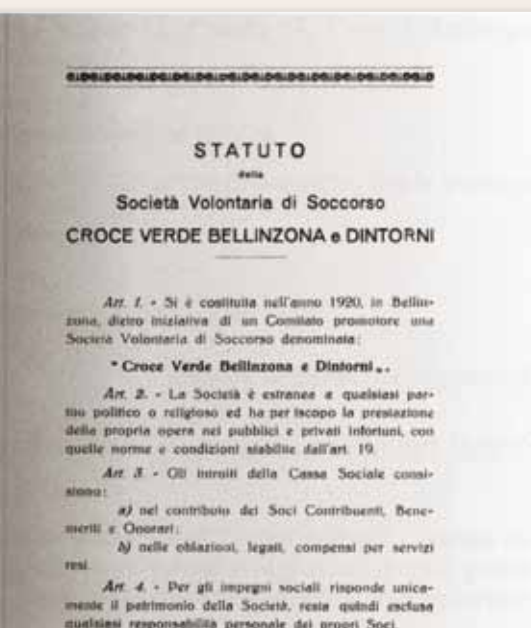 STATUTO
della
Società Volontaria di Soccorso
CROCE VERDE BELLINZONA e DINTORNI
Art. 1. - Si è costituita nell'anno 1920, in Bellin-
zona, dietro iniziativa di un Comitato promotore una
Società Volontaria di Soccorso denominata:
" Croce Verde Bellinzona e Dintorni „.
Art. 2. - La Società è estranea a qualsiasi par-
tito politico o religioso ed ha per iscopo la prestazione
della propria opera nei pubblici e privati infortuni, con
quelle norme e condizioni stabilite dall'art. 19.
Art. 3. - Gli introiti della Cassa Sociale consi-
stono:
a) nel contributo dei Soci Contribuenti, Bene-
meriti e Onorari;
b) nelle oblazioni, legati, compensi per servizi
resi.
Art. 4. - Per gli impegni sociali risponde unica-
mente il patrimonio della Società, resta quindi esclusa
qualsiasi responsabilità personale dei propri Soci.